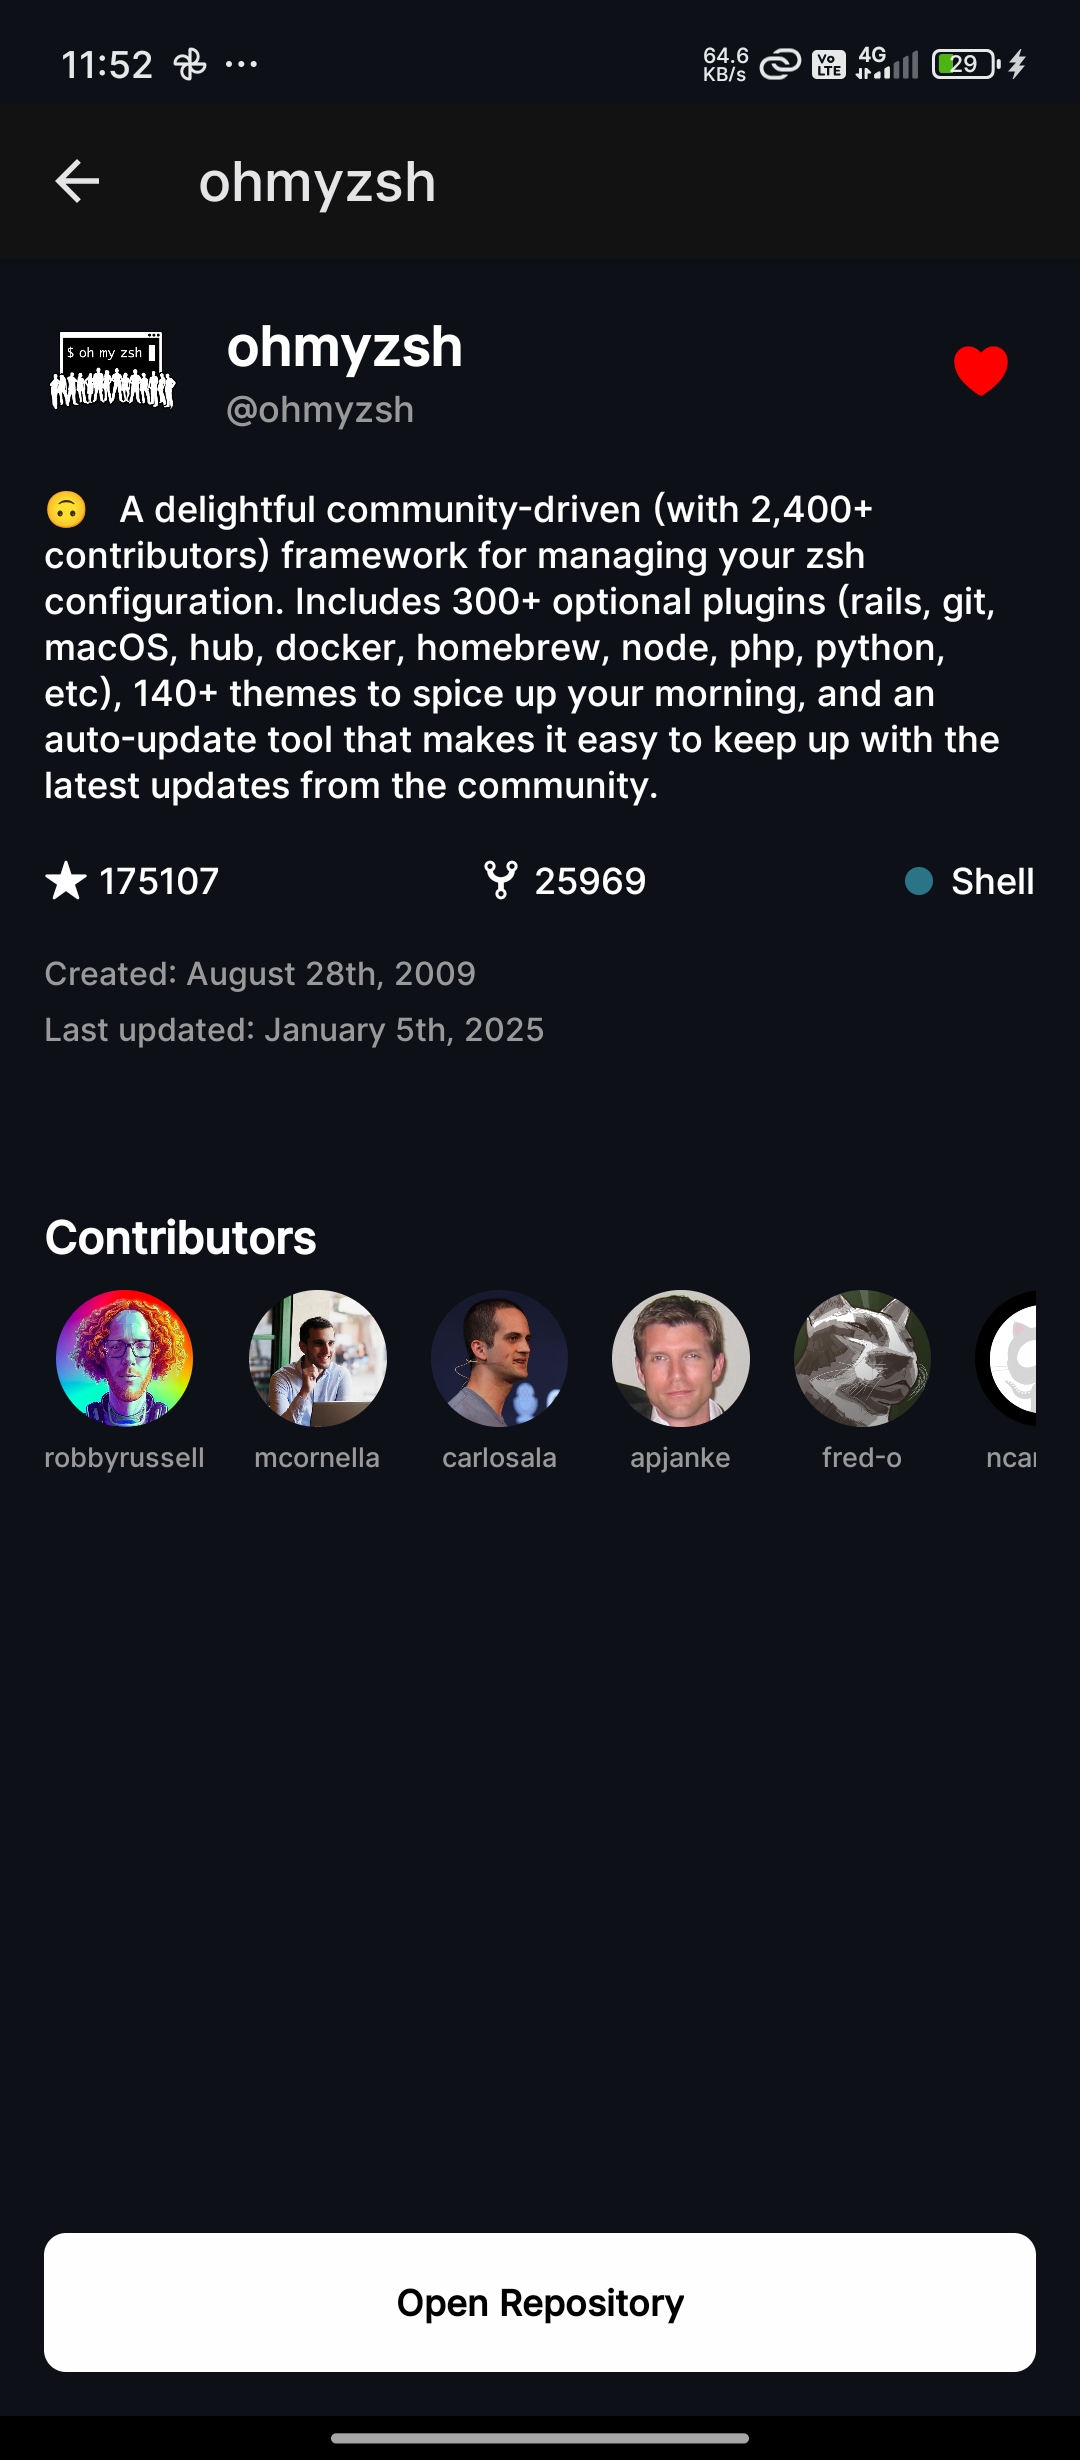 11:52 ...
64.6
KB/s
Vo
LTE
4G
29
ohmyzsh
$ oh my zsh
ohmyzsh
@ohmyzsh
🙃 A delightful community-driven (with 2,400+
contributors) framework for managing your zsh
configuration. Includes 300+ optional plugins (rails, git,
macOS, hub, docker, homebrew, node, php, python,
etc), 140+ themes to spice up your morning, and an
auto-update tool that makes it easy to keep up with the
latest updates from the community.
175107
25969
Shell
Created: August 28th, 2009
Last updated: January 5th, 2025
Contributors
robbyrussell
mcornella
carlosala
apjanke
fred-o
Open Repository